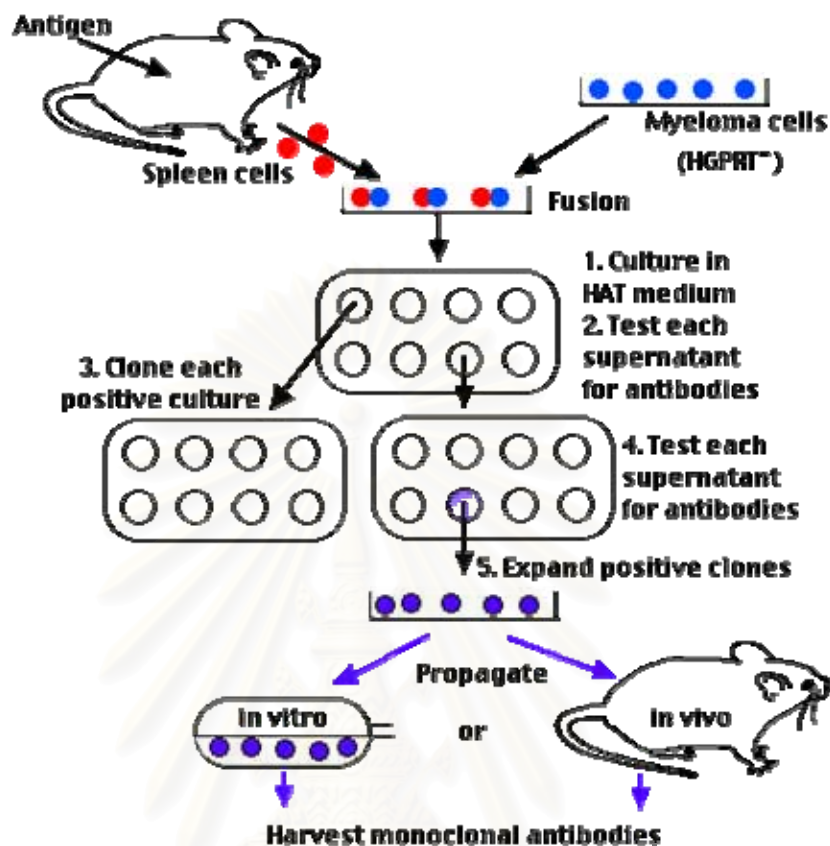 Antigen
Spleen cells
Myeloma cells
(HGPRT⁻)
Fusion
1. Culture in
HAT medium
2. Test each
supernatant
for antibodies
3. Clone each
positive culture
4. Test each
supernatant
for antibodies
5. Expand positive clones
Propagate
in vitro
or
in vivo
Harvest monoclonal antibodies